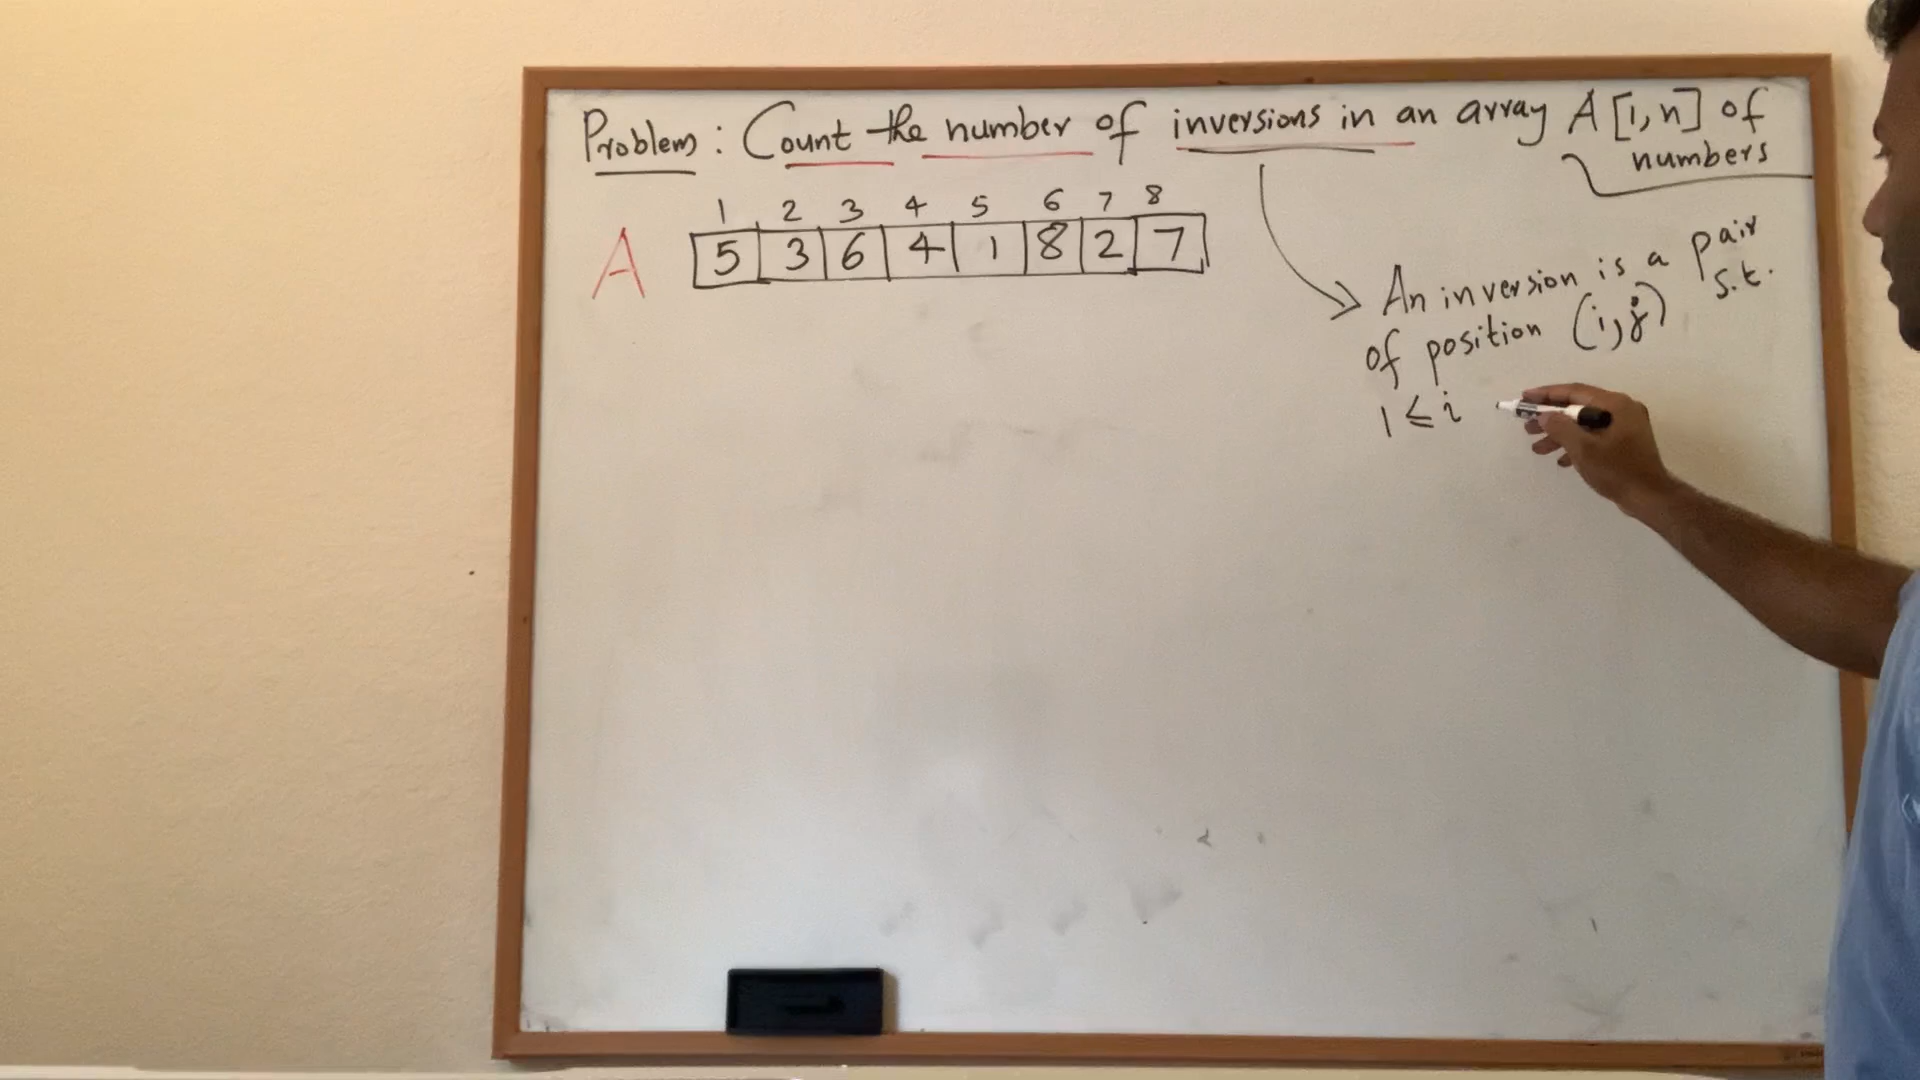 Problem: Count the number of inversions in an array A[1,n] of
numbers
1 2 3 4 5 6 7 8
A 5 3 6 4 1 8 2 7
An inversion is a pair
of position (i,j) s.t.
1 ≤ i